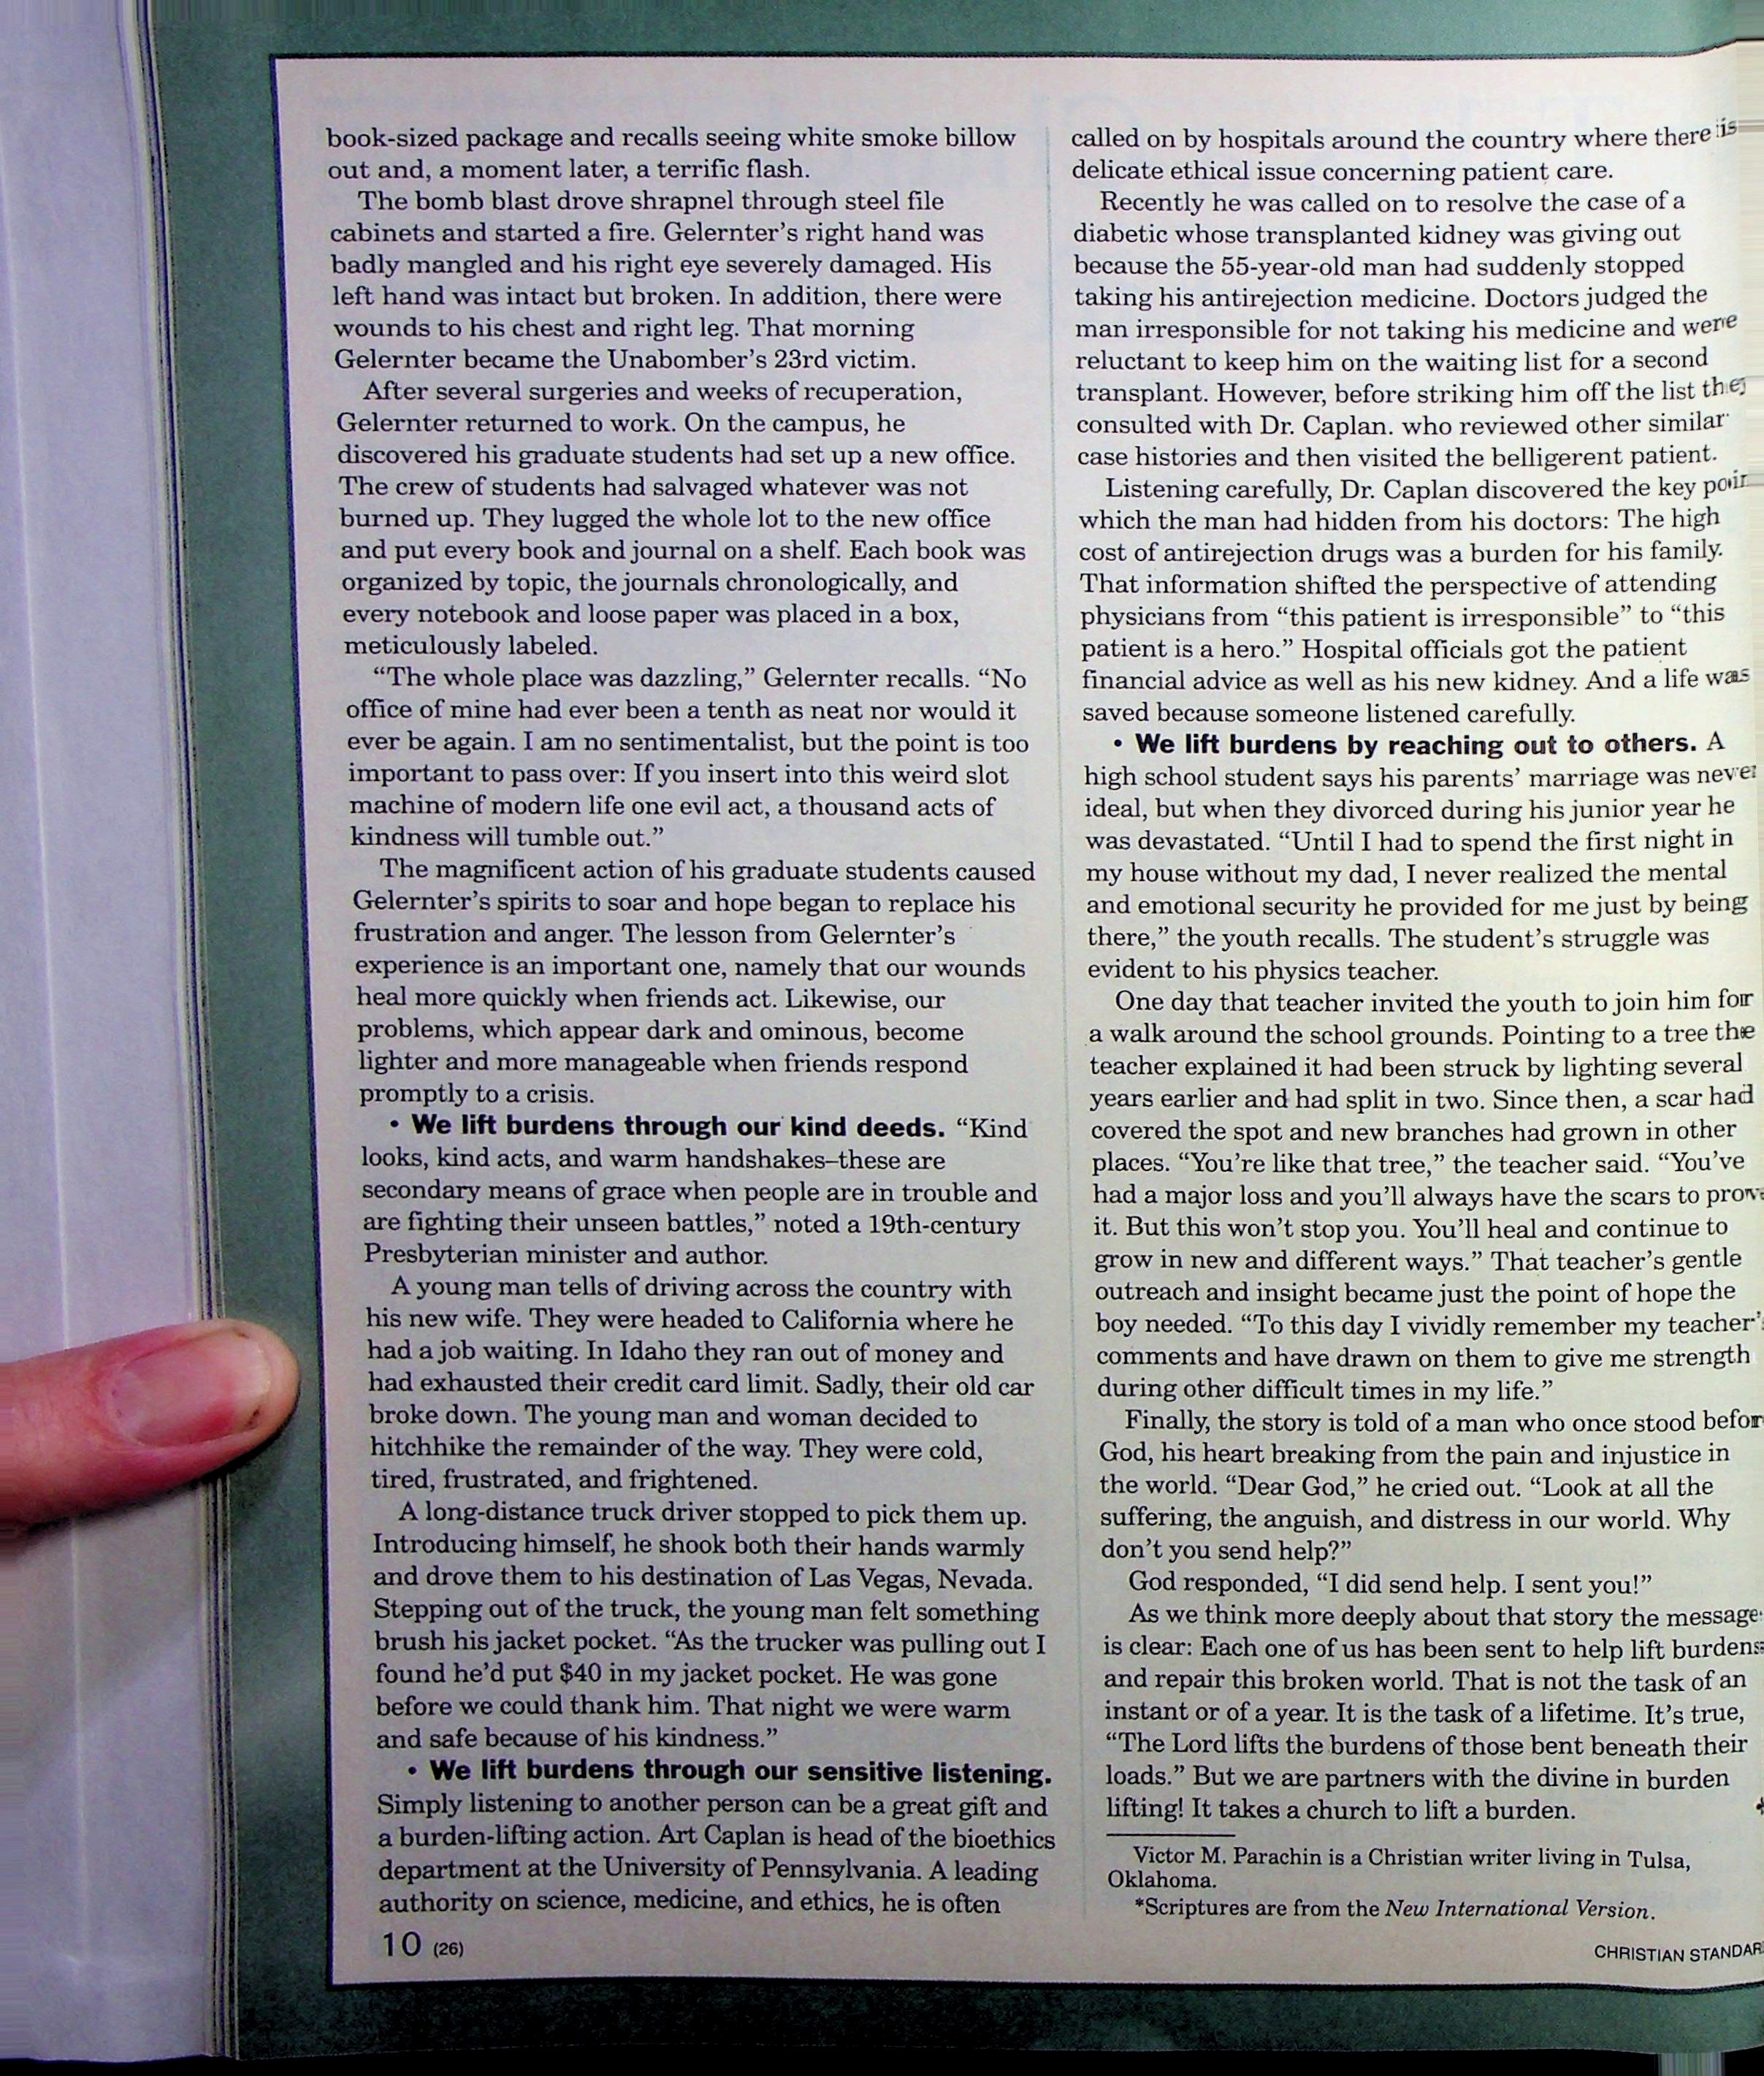 book-sized package and recalls seeing white smoke billow
out and, a moment later, a terrific flash.
The bomb blast drove shrapnel through steel file
cabinets and started a fire. Gelernter’s right hand was
badly mangled and his right eye severely damaged. His
left hand was intact but broken. In addition, there were
wounds to his chest and right leg. That morning
Gelernter became the Unabomber’s 23rd victim.
After several surgeries and weeks of recuperation,
Gelernter returned to work. On the campus, he
discovered his graduate students had set up a new office.
The crew of students had salvaged whatever was not
burned up. They lugged the whole lot to the new office
and put every book and journal on a shelf. Each book was
organized by topic, the journals chronologically, and
every notebook and loose paper was placed in a box,
meticulously labeled.
“The whole place was dazzling,” Gelernter recalls. “No
office of mine had ever been a tenth as neat nor would it
ever be again. I am no sentimentalist, but the point is too
important to pass over: If you insert into this weird slot
machine of modern life one evil act, a thousand acts of
kindness will tumble out.”
The magnificent action of his graduate students caused
Gelernter’s spirits to soar and hope began to replace his
frustration and anger. The lesson from Gelernter’s
experience is an important one, namely that our wounds
heal more quickly when friends act. Likewise, our
problems, which appear dark and ominous, become
lighter and more manageable when friends respond
promptly to a crisis.
• We lift burdens through our kind deeds. “Kind
looks, kind acts, and warm handshakes–these are
secondary means of grace when people are in trouble and
are fighting their unseen battles,” noted a 19th-century
Presbyterian minister and author.
A young man tells of driving across the country with
his new wife. They were headed to California where he
had a job waiting. In Idaho they ran out of money and
had exhausted their credit card limit. Sadly, their old car
broke down. The young man and woman decided to
hitchhike the remainder of the way. They were cold,
tired, frustrated, and frightened.
A long-distance truck driver stopped to pick them up.
Introducing himself, he shook both their hands warmly
and drove them to his destination of Las Vegas, Nevada.
Stepping out of the truck, the young man felt something
brush his jacket pocket. “As the trucker was pulling out I
found he’d put $40 in my jacket pocket. He was gone
before we could thank him. That night we were warm
and safe because of his kindness.”
• We lift burdens through our sensitive listening.
Simply listening to another person can be a great gift and
a burden-lifting action. Art Caplan is head of the bioethics
department at the University of Pennsylvania. A leading
authority on science, medicine, and ethics, he is often
10 (26)
called on by hospitals around the country where there is
delicate ethical issue concerning patient care.
Recently he was called on to resolve the case of a
diabetic whose transplanted kidney was giving out
because the 55-year-old man had suddenly stopped
taking his antirejection medicine. Doctors judged the
man irresponsible for not taking his medicine and were
reluctant to keep him on the waiting list for a second
transplant. However, before striking him off the list
consulted with Dr. Caplan. who reviewed other similar
case histories and then visited the belligerent patient.
Listening carefully, Dr. Caplan discovered the key
which the man had hidden from his doctors: The high
cost of antirejection drugs was a burden for his family.
That information shifted the perspective of attending
physicians from “this patient is irresponsible” to “this
patient is a hero.” Hospital officials got the patient
financial advice as well as his new kidney. And a life was
saved because someone listened carefully.
• We lift burdens by reaching out to others. A
high school student says his parents’ marriage was never
ideal, but when they divorced during his junior year he
was devastated. “Until I had to spend the first night in
my house without my dad, I never realized the mental
and emotional security he provided for me just by being
there,” the youth recalls. The student’s struggle was
evident to his physics teacher.
One day that teacher invited the youth to join him for
a walk around the school grounds. Pointing to a tree the
teacher explained it had been struck by lighting several
years earlier and had split in two. Since then, a scar had
covered the spot and new branches had grown in other
places. “You’re like that tree,” the teacher said. “You’ve
had a major loss and you’ll always have the scars to prove
it. But this won’t stop you. You’ll heal and continue to
grow in new and different ways.” That teacher’s gentle
outreach and insight became just the point of hope the
boy needed. “To this day I vividly remember my teacher’s
comments and have drawn on them to give me strength
during other difficult times in my life.”
Finally, the story is told of a man who once stood before
God, his heart breaking from the pain and injustice in
the world. “Dear God,” he cried out. “Look at all the
suffering, the anguish, and distress in our world. Why
don’t you send help?”
God responded, “I did send help. I sent you!”
As we think more deeply about that story the message
is clear: Each one of us has been sent to help lift burdens
and repair this broken world. That is not the task of an
instant or of a year. It is the task of a lifetime. It’s true,
“The Lord lifts the burdens of those bent beneath their
loads.” But we are partners with the divine in burden
lifting! It takes a church to lift a burden.
Victor M. Parachin is a Christian writer living in Tulsa,
Oklahoma.
*Scriptures are from the New International Version.
CHRISTIAN STANDAR